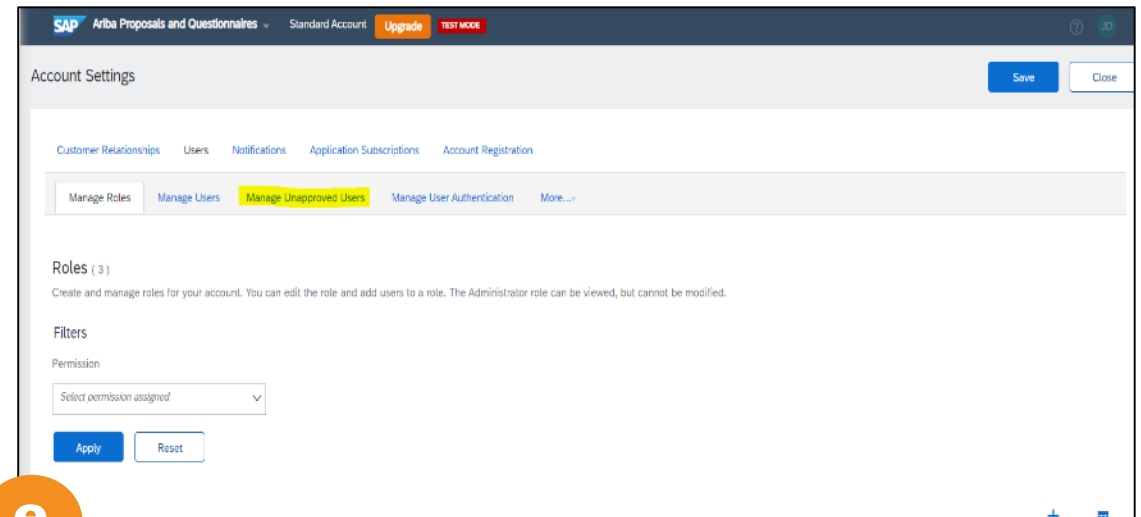 SAP Ariba Proposals and Questionnaires Standard Account Upgrade TEST MODE ? JD
Account Settings Save Close
Customer Relationships Users Notifications Application Subscriptions Account Registration
Manage Roles Manage Users Manage Unapproved Users Manage User Authentication More...
Roles (3)
Create and manage roles for your account. You can edit the role and add users to a role. The Administrator role can be viewed, but cannot be modified.
Filters
Permission
Select permission assigned
Apply Reset
+